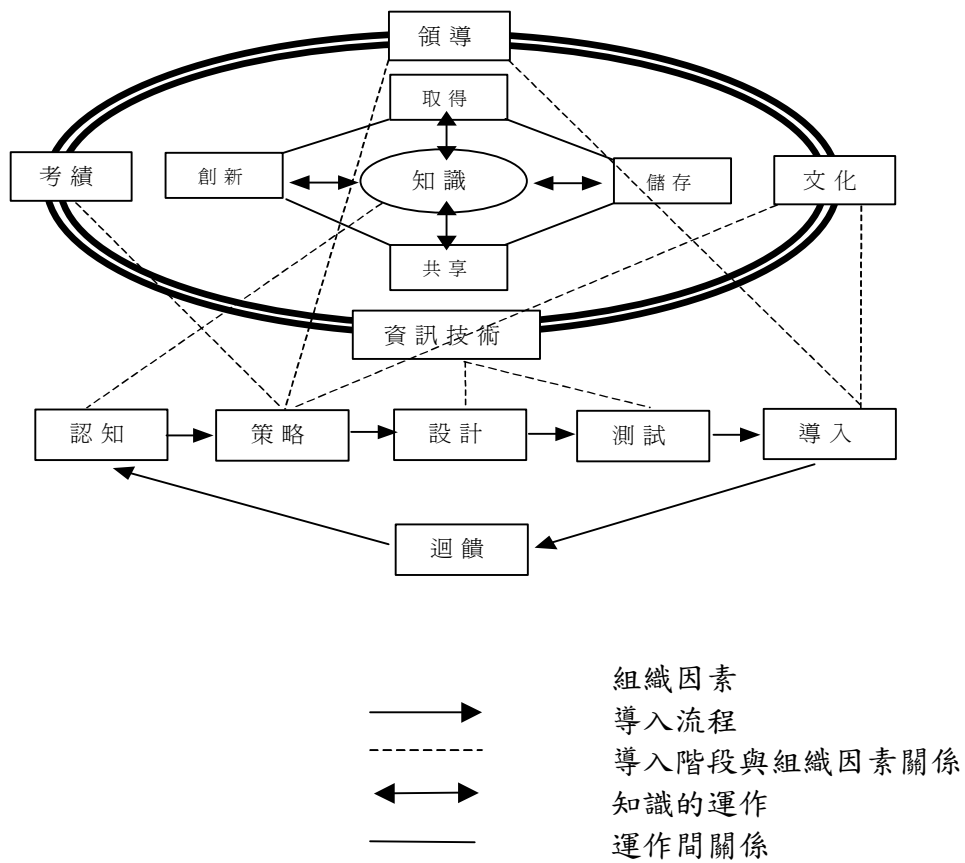 領導
取得
考績
創新
知識
儲存
文化
共享
資訊技術
認知
策略
設計
測試
導入
迴饋
組織因素
導入流程
導入階段與組織因素關係
知識的運作
運作間關係